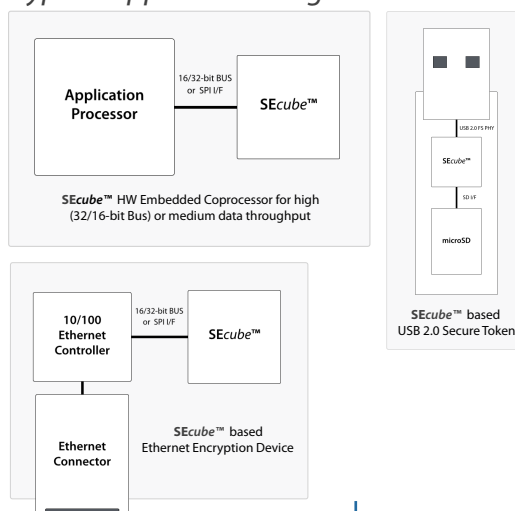 Application
Processor
16/32-bit BUS
or SPI I/F
SEcube™
SEcube™ HW Embedded Coprocessor for high
(32/16-bit Bus) or medium data throughput
USB 2.0 FS PHY
SEcube™
SD I/F
microSD
SEcube™ based
USB 2.0 Secure Token
10/100
Ethernet
Controller
16/32-bit BUS
or SPI I/F
SEcube™
SEcube™ based
Ethernet Encryption Device
Ethernet
Connector